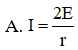 A. I = 2E/r